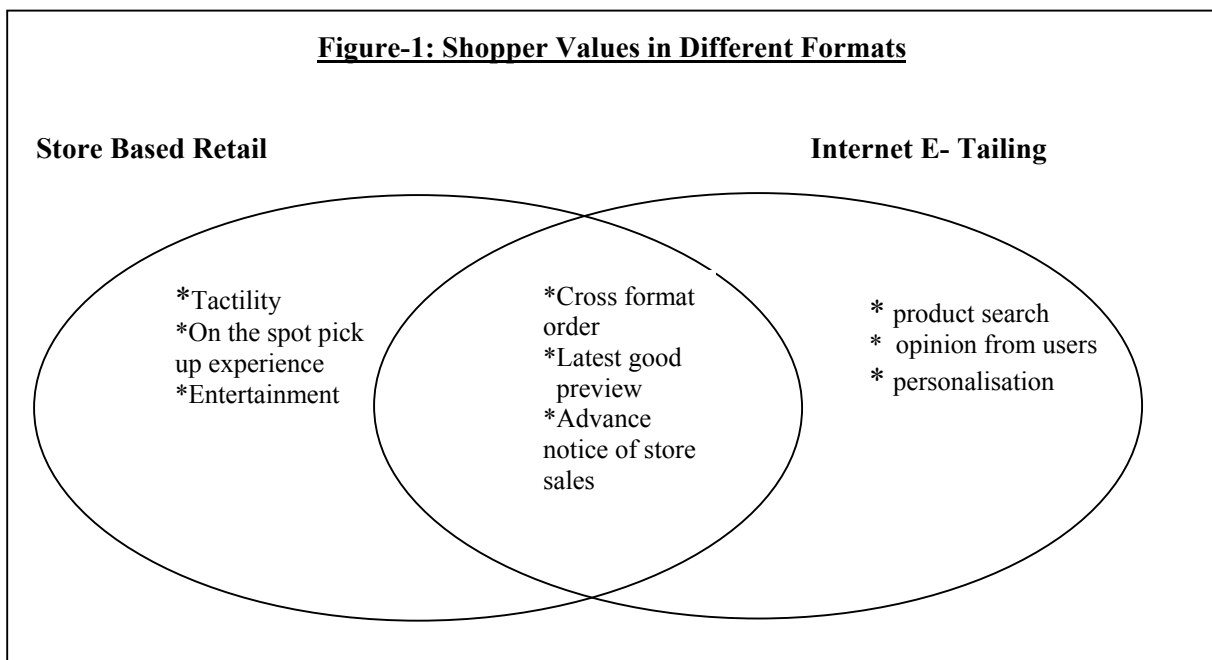 Figure-1: Shopper Values in Different Formats
Store Based Retail
Internet E- Tailing
*Tactility
*On the spot pick
up experience
*Entertainment
*Cross format
order
*Latest good
preview
*Advance
notice of store
sales
* product search
* opinion from users
* personalisation